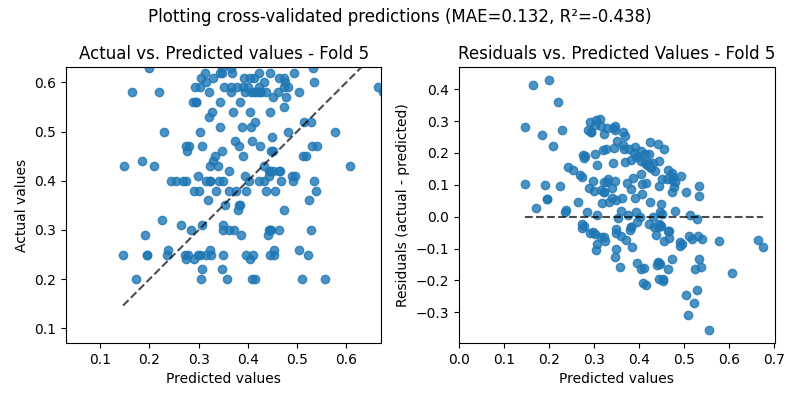 Plotting cross-validated predictions (MAE=0.132, R²=-0.438)
Actual vs. Predicted values - Fold 5
Residuals vs. Predicted Values - Fold 5
Actual values
0.6
0.5
0.4
0.3
0.2
0.1
0.1 0.2 0.3 0.4 0.5 0.6
Predicted values
Residuals (actual - predicted)
0.4
0.3
0.2
0.1
0.0
−0.1
−0.2
−0.3
0.0 0.1 0.2 0.3 0.4 0.5 0.6 0.7
Predicted values